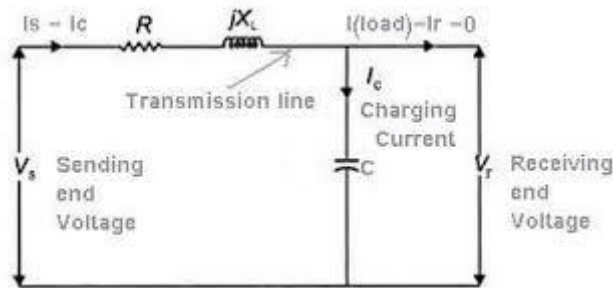 Is - Ic
R
jXL
I(load)-Ir -0
Transmission line
Ic
Charging
Current
C
Vs
Sending
end
Voltage
Vr
Receiving
end
Voltage